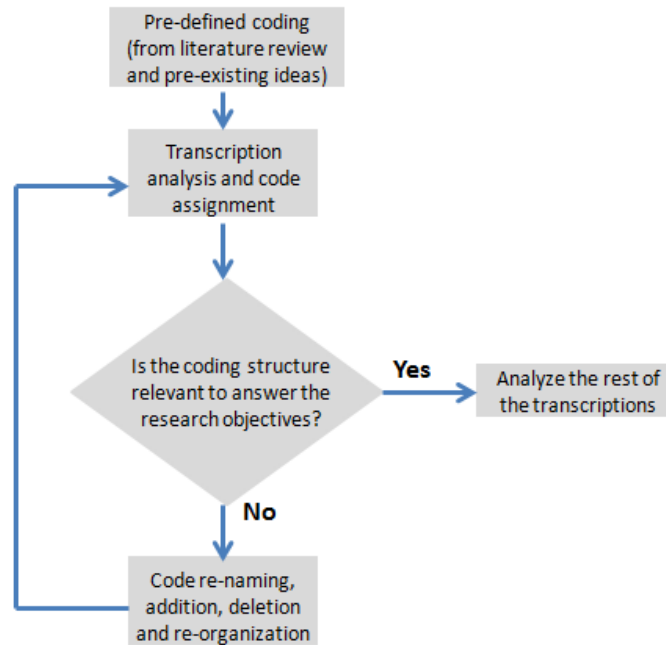 Pre-defined coding
(from literature review
and pre-existing ideas)
Transcription
analysis and code
assignment
Is the coding structure
relevant to answer the
research objectives?
Yes
Analyze the rest of
the transcriptions
No
Code re-naming,
addition, deletion
and re-organization